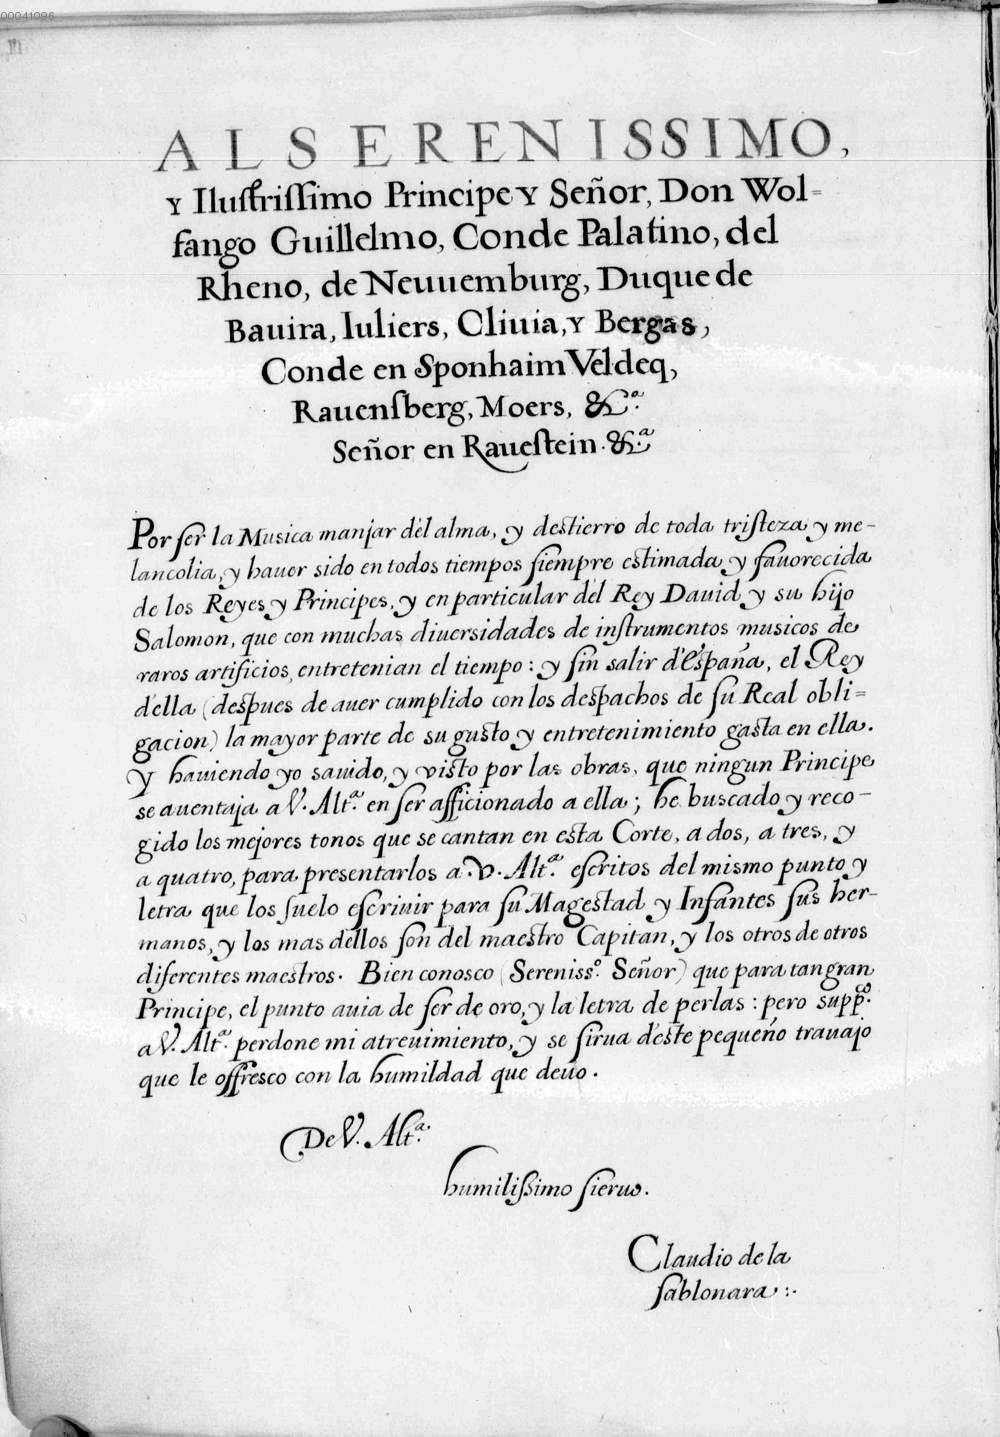 00041096
AL SERENISSIMO,
Y Iluſtriſſimo Principe Y Señor, Don Wol=
fango Guillelmo, Conde Palatino, del
Rheno, de Neuuemburg, Duque de
Bauira, Iuliers, Cliuia, Y Bergas,
Conde en Sponhaim Veldeq,
Rauenſberg, Moers, &Cª.
Señor en Raueſtein. &ª.
Por ſer la Musica manjar del alma, y destierro de toda triſteza y me-
lancolia, y hauer sido en todos tiempos ſiempre estimada y fauorecida
de los Reyes y Principes, y en particular del Rey Dauid y su hijo
Salomon, que con muchas diuersidades de inſtrumentos musicos de
raros artificios, entretenian el tiempo: y ſin salir d'España, el Rey
d'ella (despues de auer cumplido con los despachos de ſu Real obli-
gacion) la mayor parte de su gusto y entretenimiento gasta en ella.
Y hauiendo yo sauido, y visto por las obras, que ningun Principe
se auentaja a V. Altª. en ſer afficionado a ella; he buscado y reco-
gido los mejores tonos que se cantan en esta Corte, a dos, a tres, y
a quatro, para presentarlos a V. Altª. eſcritos del mismo punto y
letra que los ſuelo eſcriuir para ſu Magestad y Infantes ſus her-
manos, y los mas dellos ſon del maestro Capitan, y los otros de otros
diferentes maestros. Bien conosco (Sereniſsº. Señor) que para tan gran
Principe, el punto auia de ſer de oro, y la letra de perlas: pero suppᶜᵒ.
a V. Altª. perdone mi atreuimiento, y se ſirua d'este pequeño trauajo
que le offresco con la humildad que deuo.
De V. Altª.
humiliſsimo ſieruo.
Claudio de la
ſablonara :.